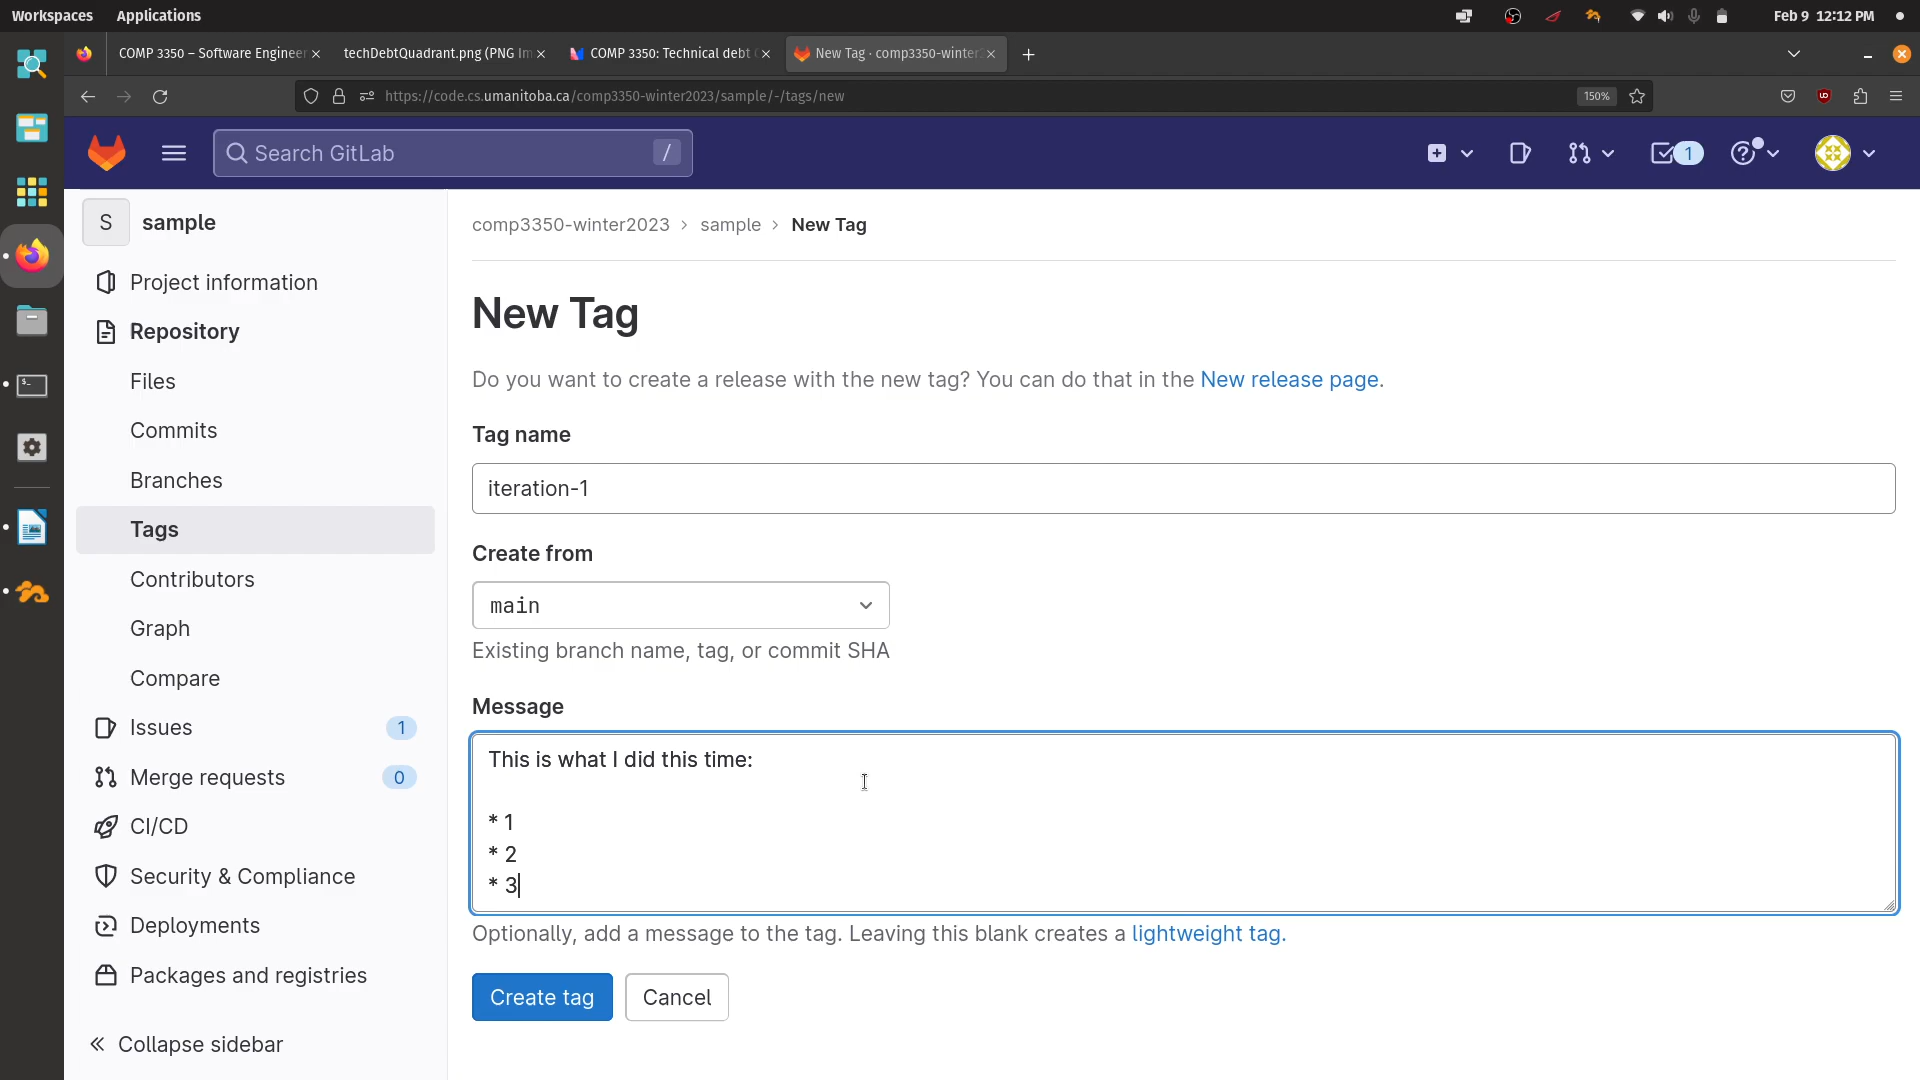 Workspaces Applications
Feb 9 12:12 PM
COMP 3350 – Software Engineer
techDebtQuadrant.png (PNG Im
COMP 3350: Technical debt
New Tag · comp3350-winter
https://code.cs.umanitoba.ca/comp3350-winter2023/sample/-/tags/new
150%
Search GitLab
/
1
S
sample
Project information
Repository
Files
Commits
Branches
Tags
Contributors
Graph
Compare
Issues
1
Merge requests
0
CI/CD
Security & Compliance
Deployments
Packages and registries
Collapse sidebar
comp3350-winter2023 › sample › New Tag
New Tag
Do you want to create a release with the new tag? You can do that in the New release page.
Tag name
iteration-1
Create from
main
Existing branch name, tag, or commit SHA
Message
This is what I did this time:
* 1
* 2
* 3
Optionally, add a message to the tag. Leaving this blank creates a lightweight tag.
Create tag
Cancel